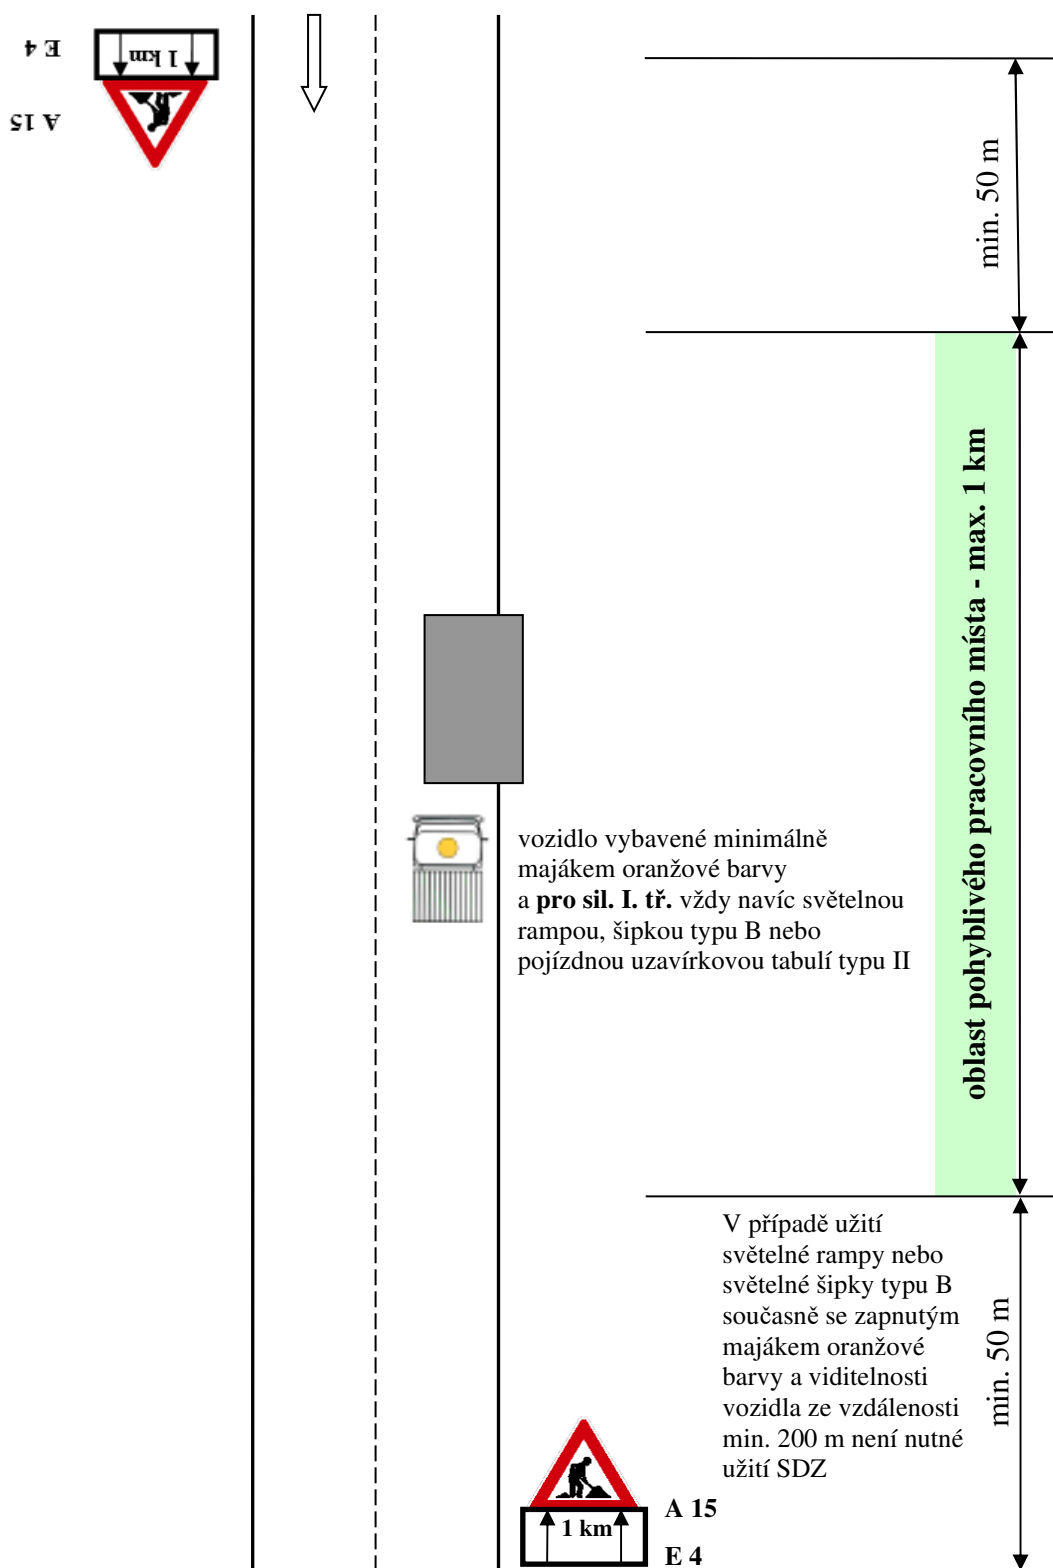 E 4
1 km
A 15
min. 50 m
oblast pohyblivého pracovního místa - max. 1 km
vozidlo vybavené minimálně
majákem oranžové barvy
a pro sil. I. tř. vždy navíc světelnou
rampou, šipkou typu B nebo
pojízdnou uzavírkovou tabulí typu II
V případě užití
světelné rampy nebo
světelné šipky typu B
současně se zapnutým
majákem oranžové
barvy a viditelnosti
vozidla ze vzdálenosti
min. 200 m není nutné
užití SDZ
min. 50 m
A 15
1 km
E 4